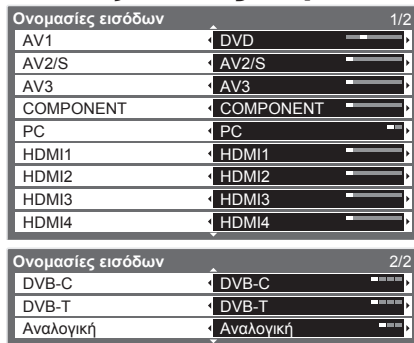 Ονομασίες εισόδων 1/2
AV1 DVD
AV2/S AV2/S
AV3 AV3
COMPONENT COMPONENT
PC PC
HDMI1 HDMI1
HDMI2 HDMI2
HDMI3 HDMI3
HDMI4 HDMI4
Ονομασίες εισόδων 2/2
DVB-C DVB-C
DVB-T DVB-T
Αναλογική Αναλογική